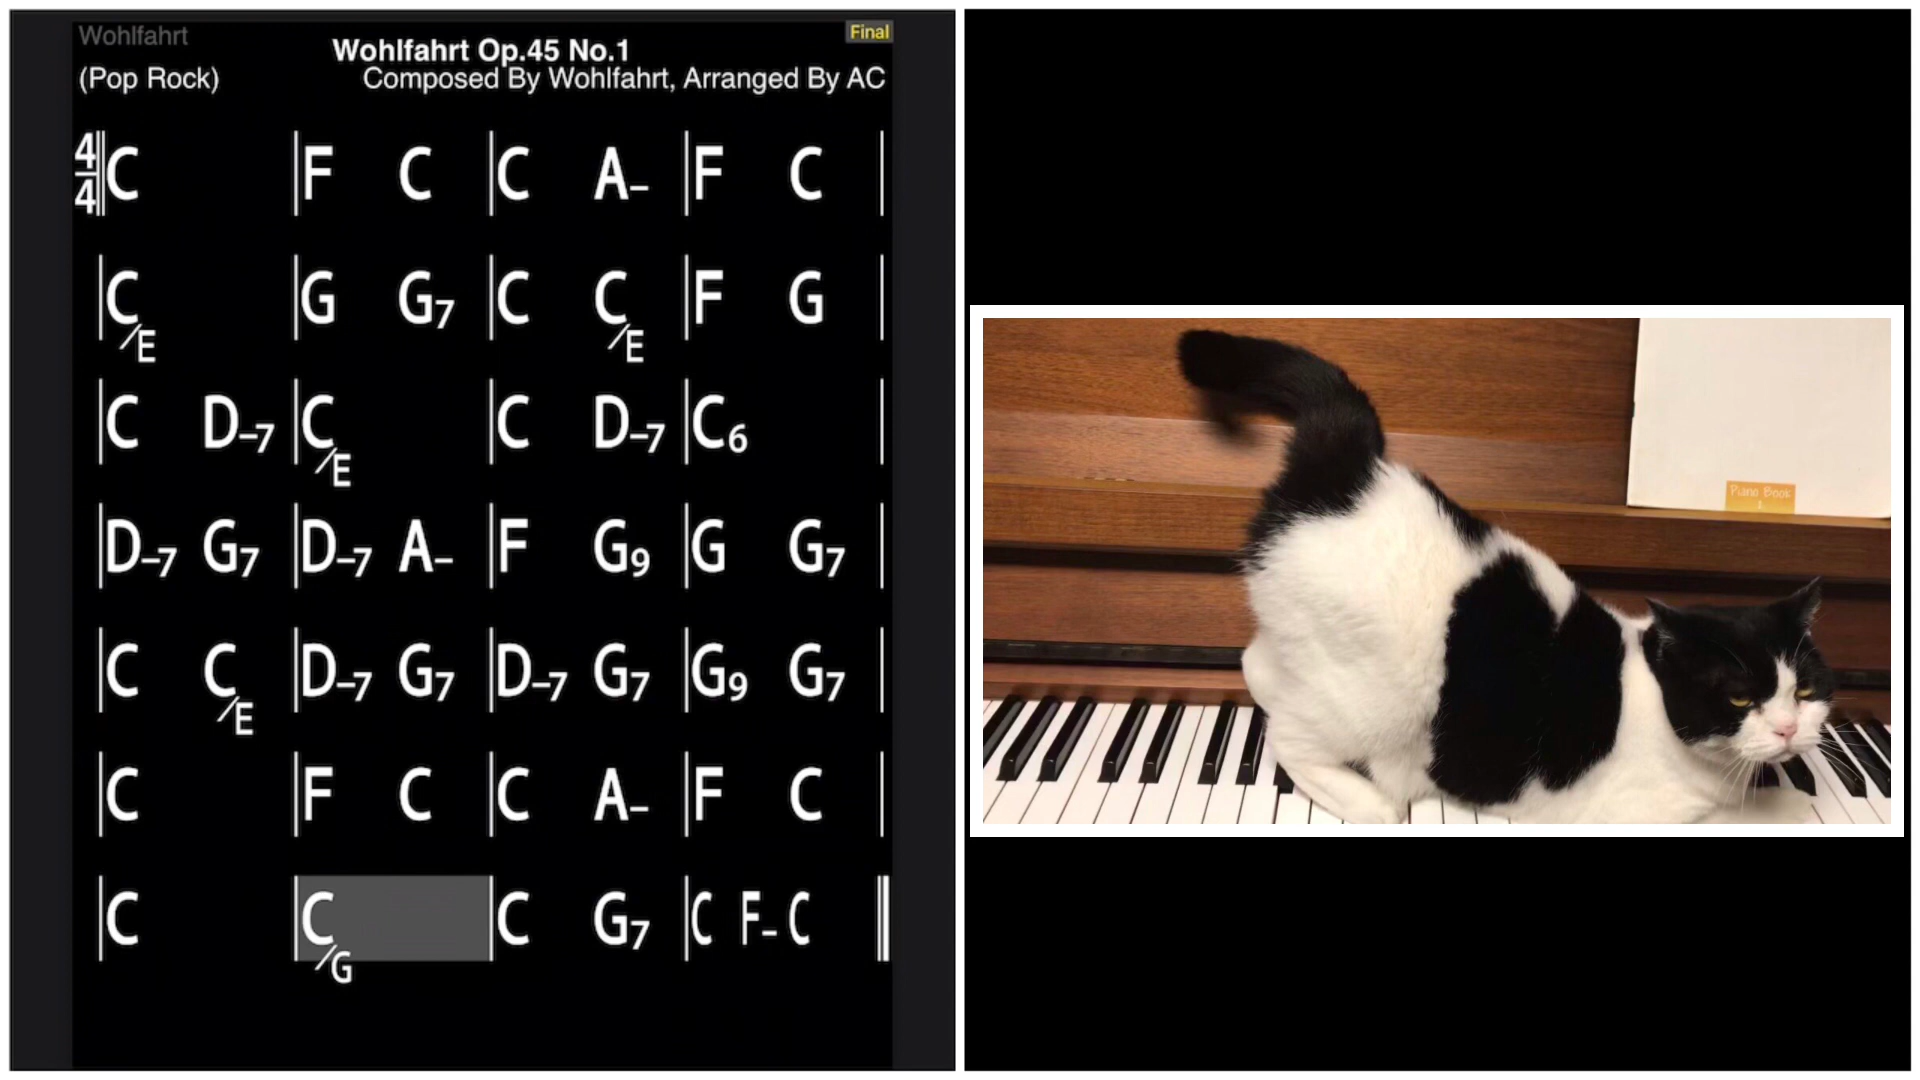 Wohlfahrt
Final
Wohlfahrt Op.45 No.1
(Pop Rock)
Composed By Wohlfahrt, Arranged By AC
4/4 C F C C A– F C
C/E G G7 C C/E F G
C D–7 C/E C D–7 C6
D–7 G7 D–7 A– F G9 G G7
C C/E D–7 G7 D–7 G7 G9 G7
C F C C A– F C
C C/G C G7 C F– C
Piano Book
1